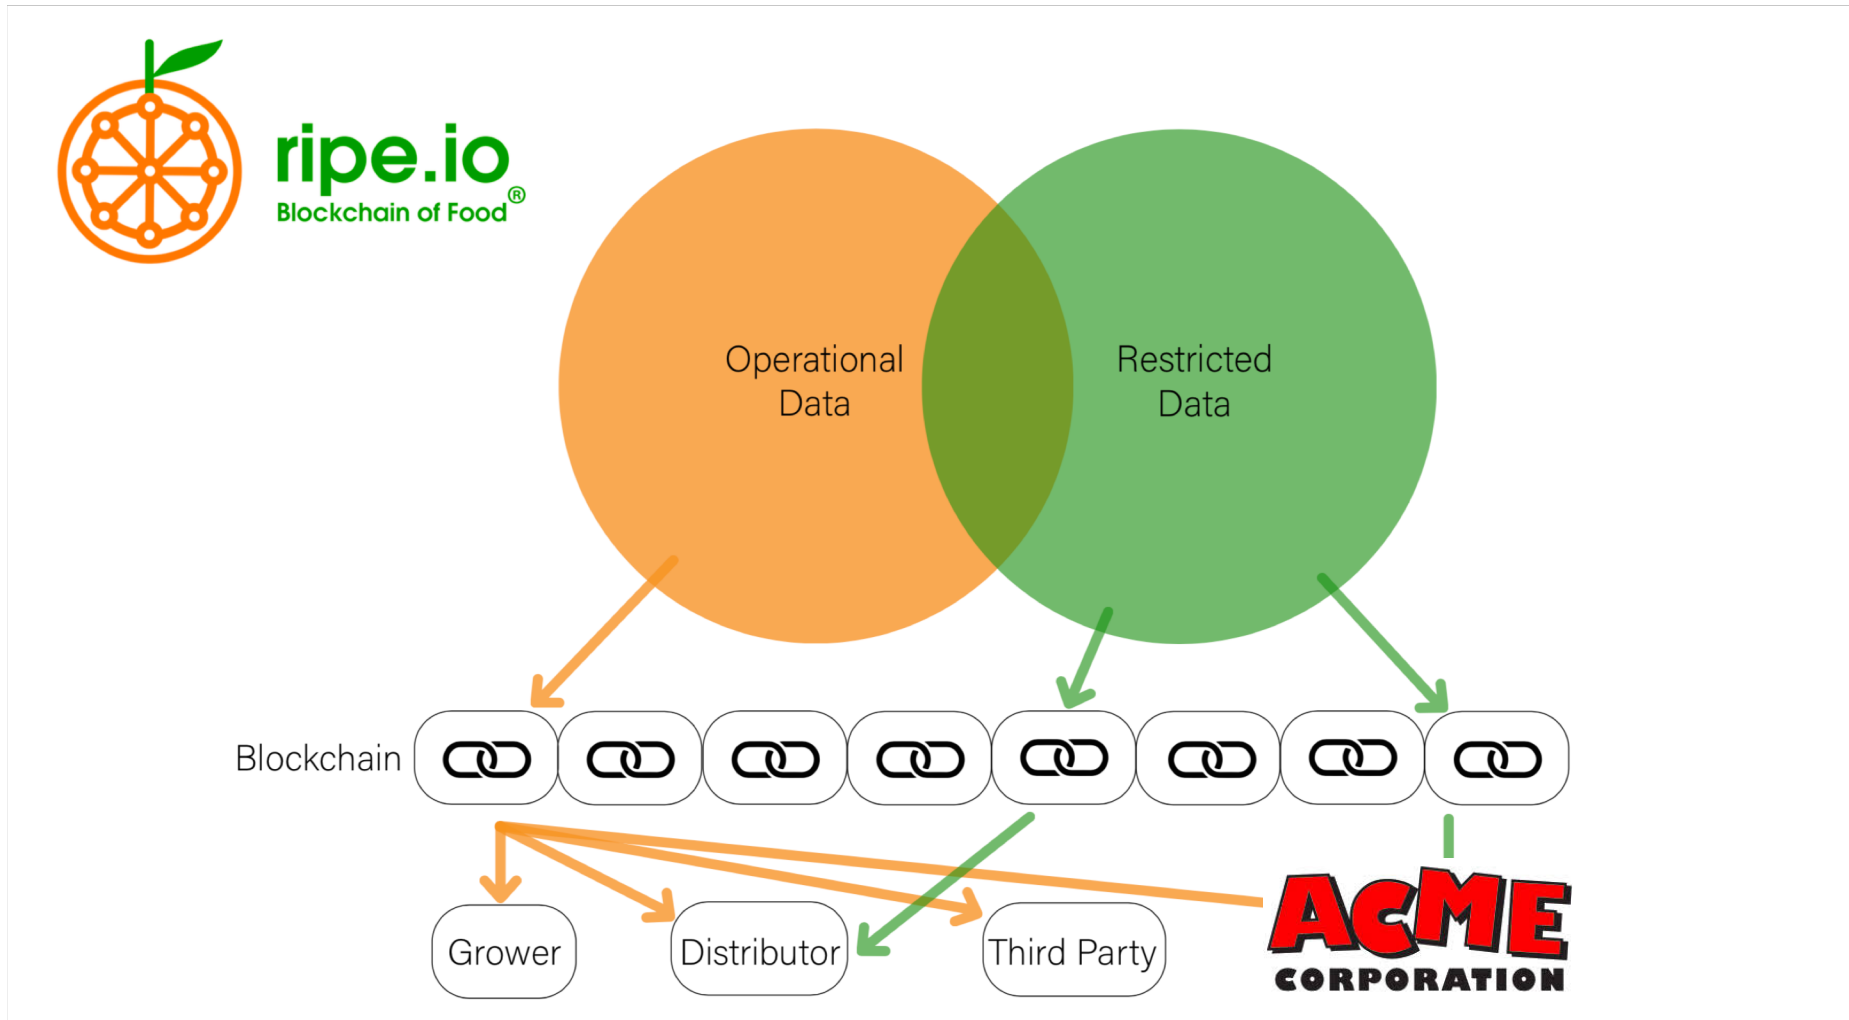 ripe.io
Blockchain of Food®
Operational
Data
Restricted
Data
Blockchain
Grower
Distributor
Third Party
ACME
CORPORATION